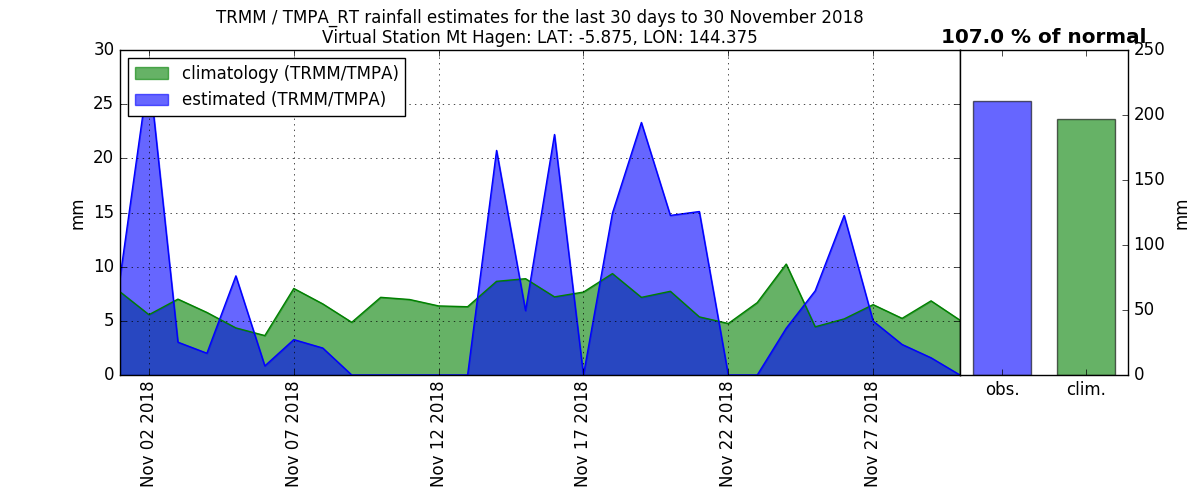 TRMM / TMPA_RT rainfall estimates for the last 30 days to 30 November 2018
Virtual Station Mt Hagen: LAT: -5.875, LON: 144.375
107.0 % of normal
climatology (TRMM/TMPA)
estimated (TRMM/TMPA)
30
25
20
15
10
5
0
mm
Nov 02 2018
Nov 07 2018
Nov 12 2018
Nov 17 2018
Nov 22 2018
Nov 27 2018
obs.
clim.
250
200
150
100
50
0
mm